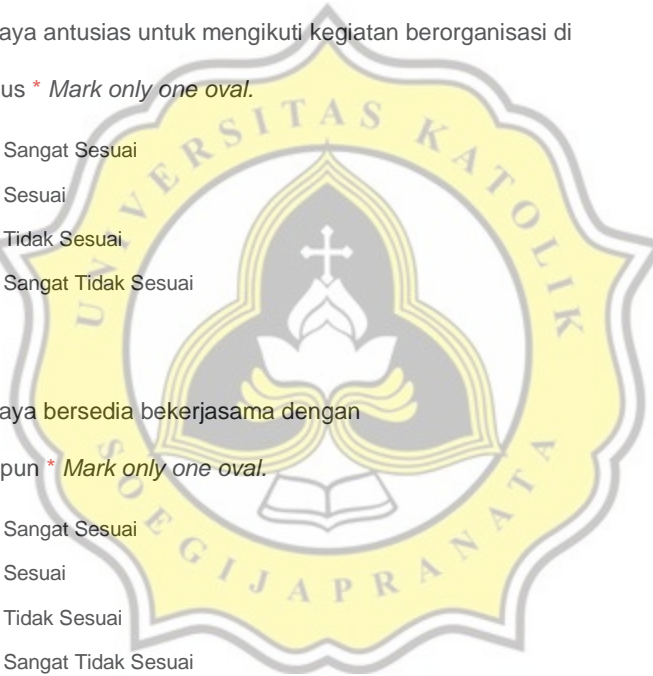 aya antusias untuk mengikuti kegiatan berorganisasi di
us * Mark only one oval.
Sangat Sesuai
Sesuai
Tidak Sesuai
Sangat Tidak Sesuai
aya bersedia bekerjasama dengan
pun * Mark only one oval.
Sangat Sesuai
Sesuai
Tidak Sesuai
Sangat Tidak Sesuai
UNIVERSITAS KATOLIK
SOEGIJAPRANATA